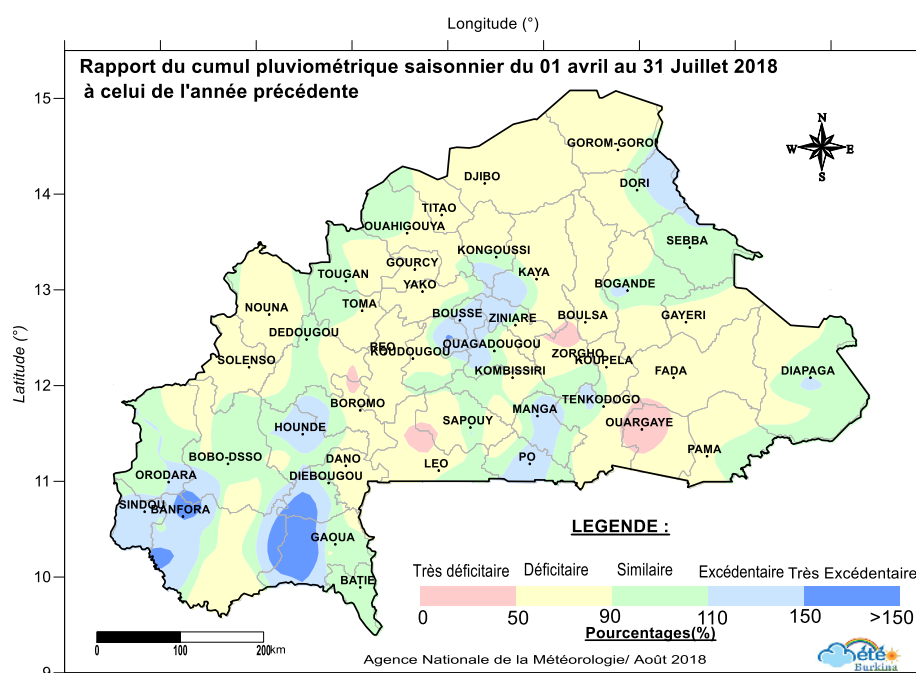 Longitude (°)
Rapport du cumul pluviométrique saisonnier du 01 avril au 31 Juillet 2018
à celui de l'année précédente
15
N
GOROM-GOROM
W E
S
DJIBO
DORI
14
TITAO
OUAHIGOUYA
SEBBA
KONGOUSSI
GOURCY
TOUGAN
KAYA
YAKO
BOGANDE
13
NOUNA
TOMA
BOUSSE
ZINIARE
BOULSA
GAYERI
DEDOUGOU
REO
KOUDOUGOU
OUAGADOUGOU
ZORGHO
SOLENSO
KOUPELA
KOMBISSIRI
FADA
DIAPAGA
12
Latitude (°)
BOROMO
TENKODOGO
MANGA
HOUNDE
SAPOUY
OUARGAYE
BOBO-DSSO
DANO
LEO
PO
PAMA
ORODARA
DIEBOUGOU
11
SINDOU
BANFORA
LEGENDE :
GAOUA
Très déficitaire Déficitaire Similaire Excédentaire Très Excédentaire
BATIE
10
0 50 90 110 150 >150
Pourcentages(%)
0 100 200km
Agence Nationale de la Météorologie/ Août 2018
Météo
Burkina
9